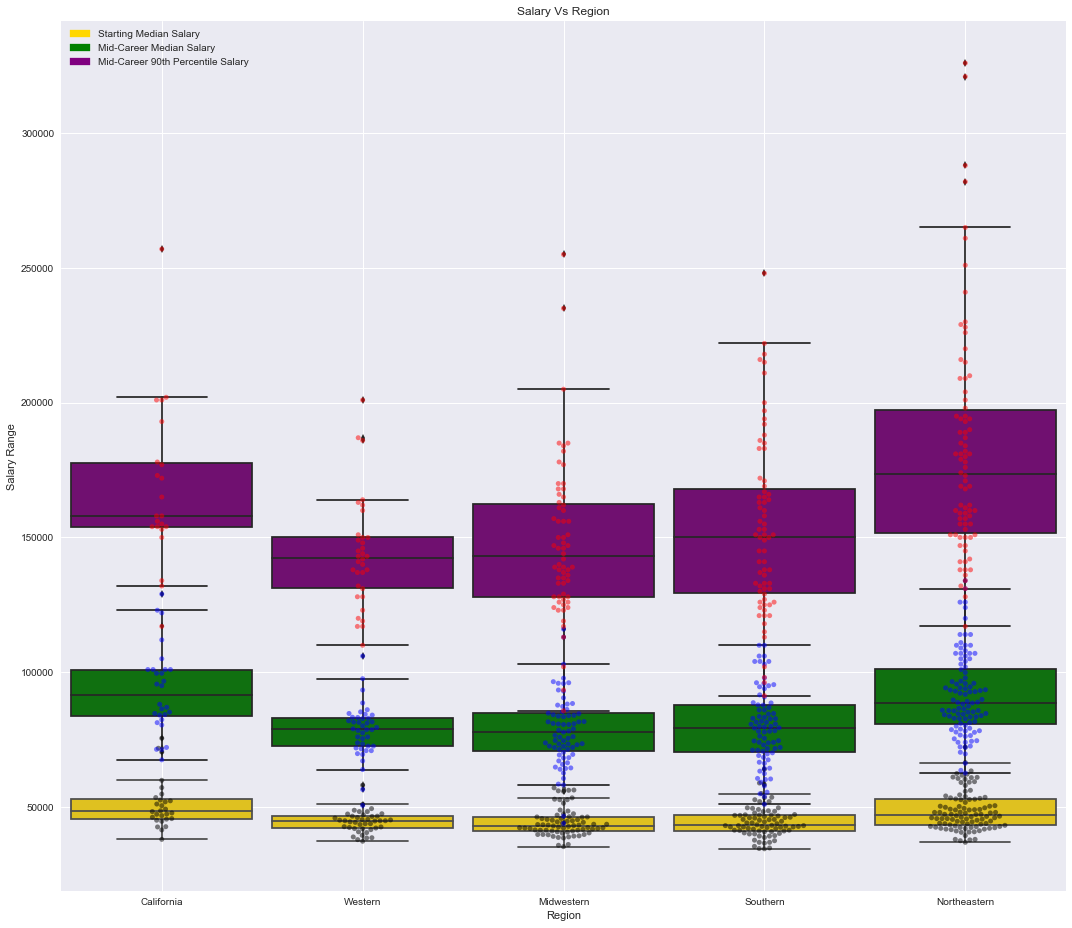 Salary Vs Region
Starting Median Salary
Mid-Career Median Salary
Mid-Career 90th Percentile Salary
300000
250000
200000
150000
100000
50000
Salary Range
California
Western
Midwestern
Southern
Northeastern
Region